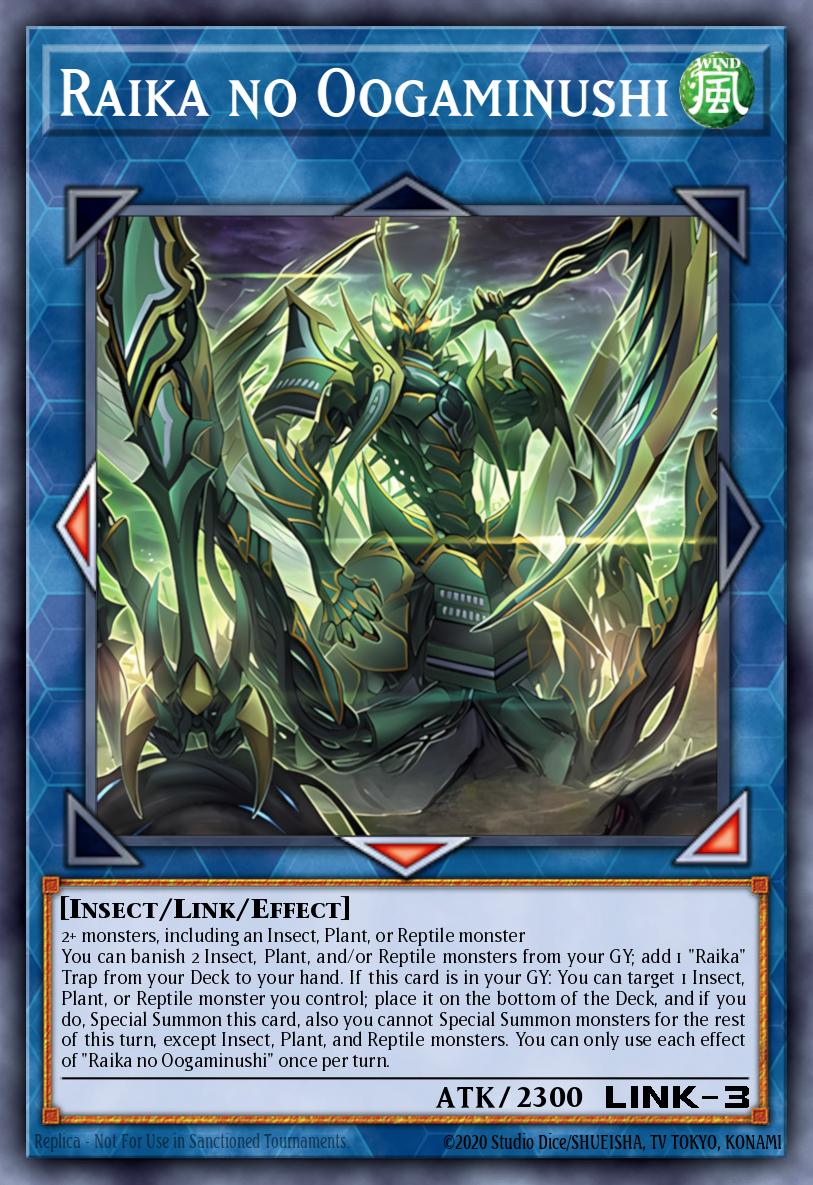 Raika no Oogaminushi
WIND
風
[Insect/Link/Effect]
2+ monsters, including an Insect, Plant, or Reptile monster
You can banish 2 Insect, Plant, and/or Reptile monsters from your GY; add 1 "Raika"
Trap from your Deck to your hand. If this card is in your GY: You can target 1 Insect,
Plant, or Reptile monster you control; place it on the bottom of the Deck, and if you
do, Special Summon this card, also you cannot Special Summon monsters for the rest
of this turn, except Insect, Plant, and Reptile monsters. You can only use each effect
of "Raika no Oogaminushi" once per turn.
ATK/2300 LINK-3
Replica - Not For Use in Sanctioned Tournaments.
©2020 Studio Dice/SHUEISHA, TV TOKYO, KONAMI